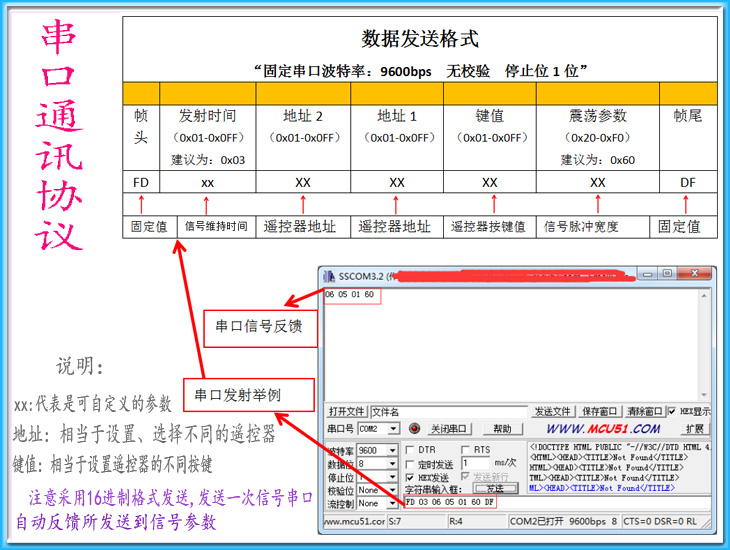 串口通讯协议
数据发送格式
“固定串口波特率：9600bps 无校验 停止位1位”
帧头 发射时间 地址2 地址1 键值 震荡参数 帧尾
（0x01-0x0FF） （0x01-0xFF） （0x01-0xFF） （0x01-0xFF） （0x20-0xF0）
建议为：0x03 建议为：0x60
FD xx XX XX XX XX DF
固定值 信号维持时间 遥控器地址 遥控器地址 遥控器按键值 信号脉冲宽度 固定值
SSCOM3.2
06 05 01 60
串口信号反馈
说明：
串口发射举例
xx:代表是可自定义的参数
地址：相当于设置、选择不同的遥控器
键值：相当于设置遥控器的不同按键
注意采用16进制格式发送,发送一次信号串口
自动反馈所发送到信号参数
打开文件 文件名 发送文件 保存窗口 清除窗口 HEX显示
串口号 COM2 关闭串口 帮助 WWW.MCU51.COM 扩展
波特率 9600 DTR RTS
数据位 8 定时发送 1 ms/次
停止位 1 HEX发送 发送新行
校验位 None 字符串输入框： 发送
流控制 None FD 03 06 05 01 60 DF
<!DOCTYPE HTML PUBLIC "-//W3C//DTD HTML 4.
<HTML><HEAD><TITLE>Not Found</TITLE>
HTML><HEAD><TITLE>Not Found</TITLE>
TML><HEAD><TITLE>Not Found</TITLE>
ML><HEAD><TITLE>Not Found</TITLE>
ww.mcu51.cor S:7 R:4 COM2已打开 9600bps 8 CTS=0 DSR=0 RL